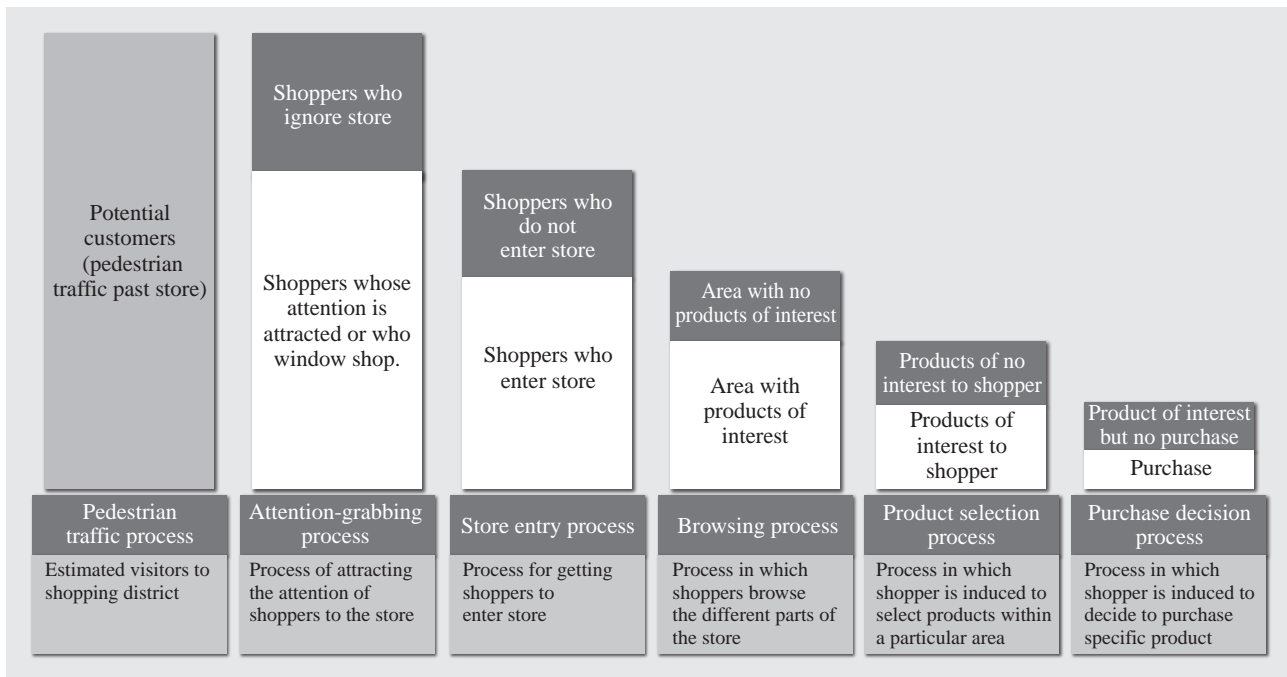 Potential
customers
(pedestrian
traffic past store)
Pedestrian
traffic process
Estimated visitors to
shopping district
Shoppers who
ignore store
Shoppers whose
attention is
attracted or who
window shop.
Attention-grabbing
process
Process of attracting
the attention of
shoppers to the store
Shoppers who
do not
enter store
Shoppers who
enter store
Store entry process
Process for getting
shoppers to
enter store
Area with no
products of interest
Area with
products of
interest
Browsing process
Process in which
shoppers browse
the different parts of
the store
Products of no
interest to shopper
Products of
interest to
shopper
Product selection
process
Process in which
shopper is induced to
select products within
a particular area
Product of interest
but no purchase
Purchase
Purchase decision
process
Process in which
shopper is induced to
decide to purchase
specific product